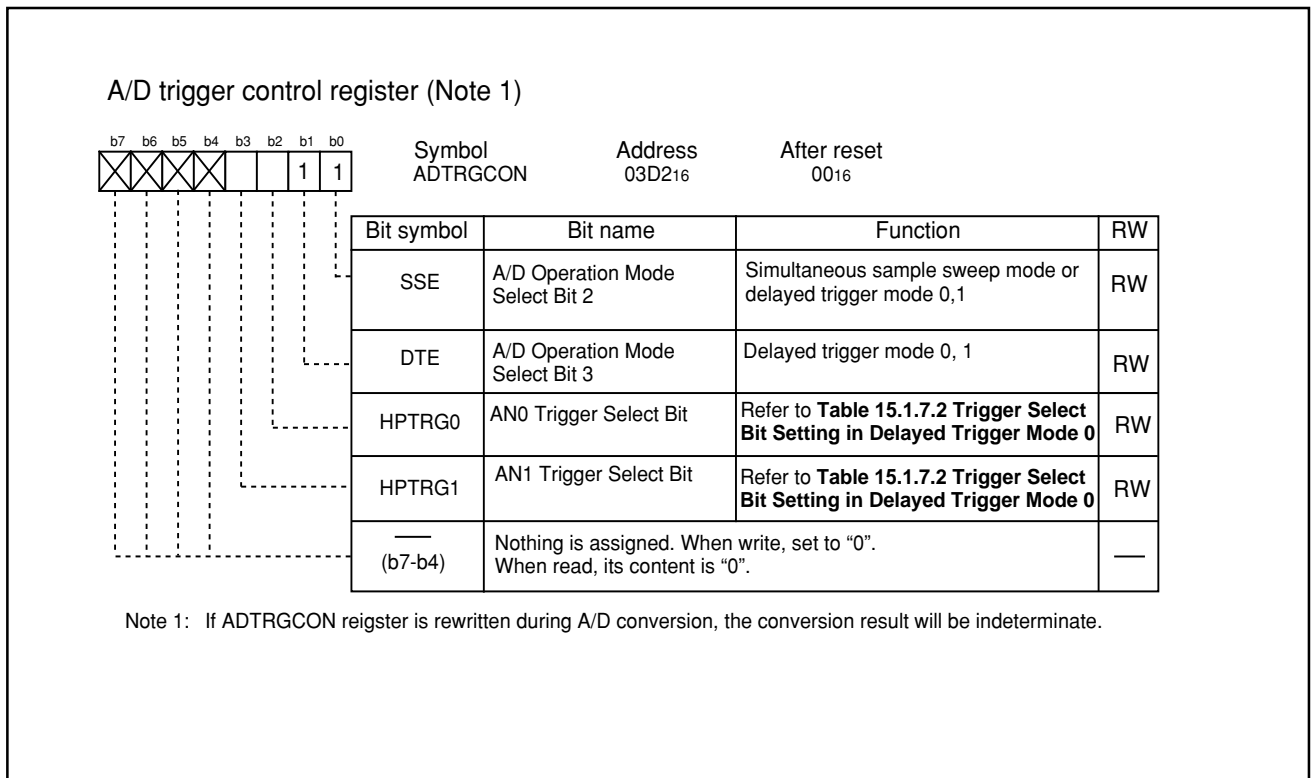 A/D trigger control register (Note 1)
b7 b6 b5 b4 b3 b2 b1 b0
1 1
Symbol Address After reset
ADTRGCON 03D216 0016
Bit symbol Bit name Function RW
SSE A/D Operation Mode Select Bit 2 Simultaneous sample sweep mode or delayed trigger mode 0,1 RW
DTE A/D Operation Mode Select Bit 3 Delayed trigger mode 0, 1 RW
HPTRG0 AN0 Trigger Select Bit Refer to Table 15.1.7.2 Trigger Select Bit Setting in Delayed Trigger Mode 0 RW
HPTRG1 AN1 Trigger Select Bit Refer to Table 15.1.7.2 Trigger Select Bit Setting in Delayed Trigger Mode 0 RW
(b7-b4) Nothing is assigned. When write, set to “0”.
When read, its content is “0”.
Note 1: If ADTRGCON reigster is rewritten during A/D conversion, the conversion result will be indeterminate.